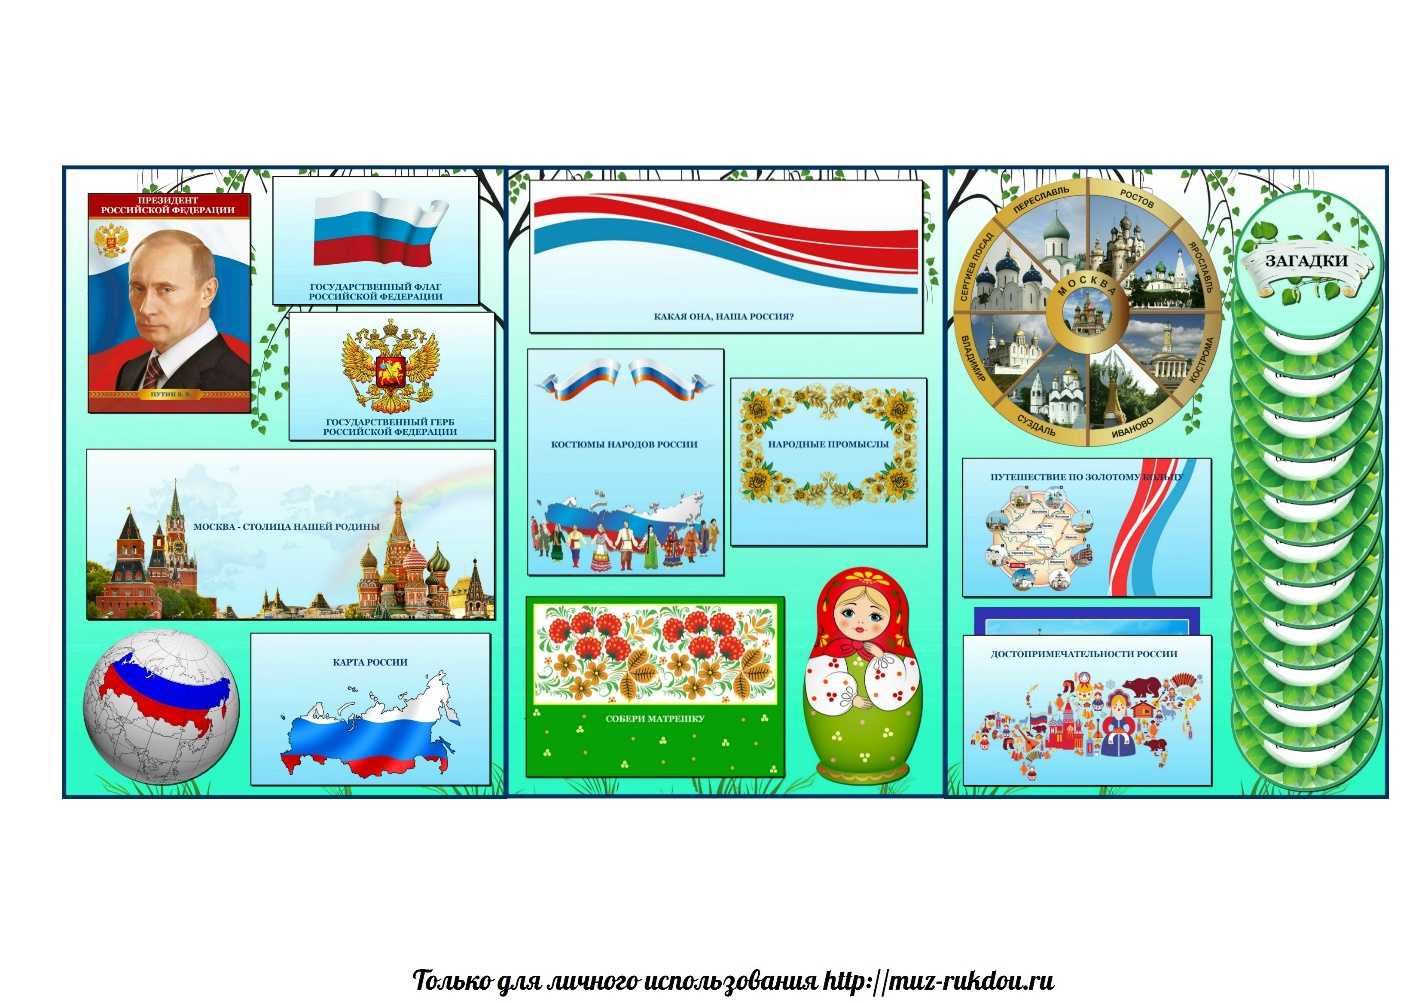 ПРЕЗИДЕНТ
РОССИЙСКОЙ ФЕДЕРАЦИИ
ПУТИН В. В.
ГОСУДАРСТВЕННЫЙ ФЛАГ
РОССИЙСКОЙ ФЕДЕРАЦИИ
ГОСУДАРСТВЕННЫЙ ГЕРБ
РОССИЙСКОЙ ФЕДЕРАЦИИ
МОСКВА - СТОЛИЦА НАШЕЙ РОДИНЫ
КАРТА РОССИИ
КАКАЯ ОНА, НАША РОССИЯ?
КОСТЮМЫ НАРОДОВ РОССИИ
НАРОДНЫЕ ПРОМЫСЛЫ
СОБЕРИ МАТРЕШКУ
ПЕРЕСЛАВЛЬ
РОСТОВ
ЯРОСЛАВЛЬ
КОСТРОМА
ИВАНОВО
СУЗДАЛЬ
ВЛАДИМИР
СЕРГИЕВ ПОСАД
МОСКВА
ПУТЕШЕСТВИЕ ПО ЗОЛОТОМУ КОЛЬЦУ
ДОСТОПРИМЕЧАТЕЛЬНОСТИ РОССИИ
ЗАГАДКИ
Только для личного использования http://muz-rukdou.ru